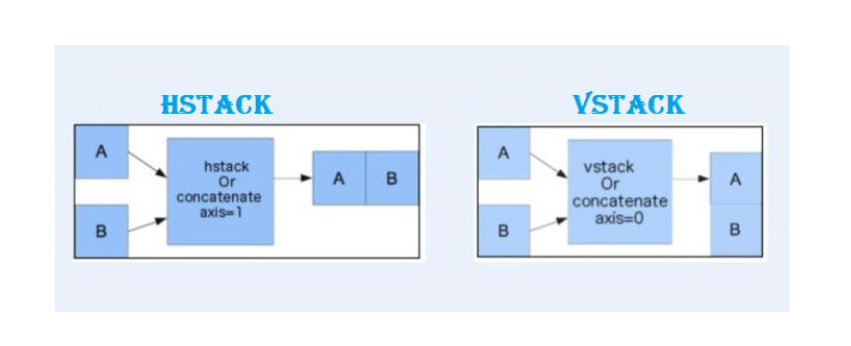 HSTACK
A
B
hstack
Or
concatenate
axis=1
A B
VSTACK
A
B
vstack
Or
concatenate
axis=0
A
B